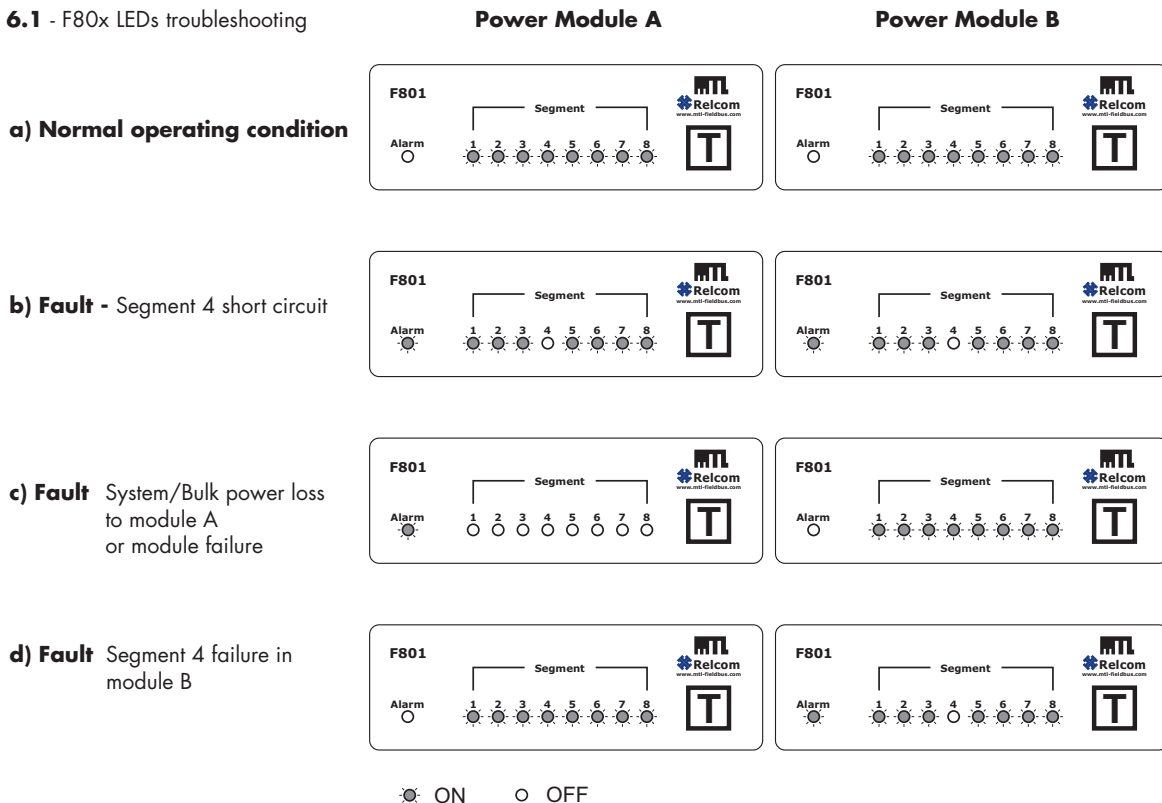 6.1 - F80x LEDs troubleshooting
Power Module A
Power Module B
a) Normal operating condition
F801
Segment
MTL
Relcom
www.mtl-fieldbus.com
Alarm
1 2 3 4 5 6 7 8
T
F801
Segment
MTL
Relcom
www.mtl-fieldbus.com
Alarm
1 2 3 4 5 6 7 8
T
b) Fault - Segment 4 short circuit
F801
Segment
MTL
Relcom
www.mtl-fieldbus.com
Alarm
1 2 3 4 5 6 7 8
T
F801
Segment
MTL
Relcom
www.mtl-fieldbus.com
Alarm
1 2 3 4 5 6 7 8
T
c) Fault System/Bulk power loss
to module A
or module failure
F801
Segment
MTL
Relcom
www.mtl-fieldbus.com
Alarm
1 2 3 4 5 6 7 8
T
F801
Segment
MTL
Relcom
www.mtl-fieldbus.com
Alarm
1 2 3 4 5 6 7 8
T
d) Fault Segment 4 failure in
module B
F801
Segment
MTL
Relcom
www.mtl-fieldbus.com
Alarm
1 2 3 4 5 6 7 8
T
F801
Segment
MTL
Relcom
www.mtl-fieldbus.com
Alarm
1 2 3 4 5 6 7 8
T
ON OFF